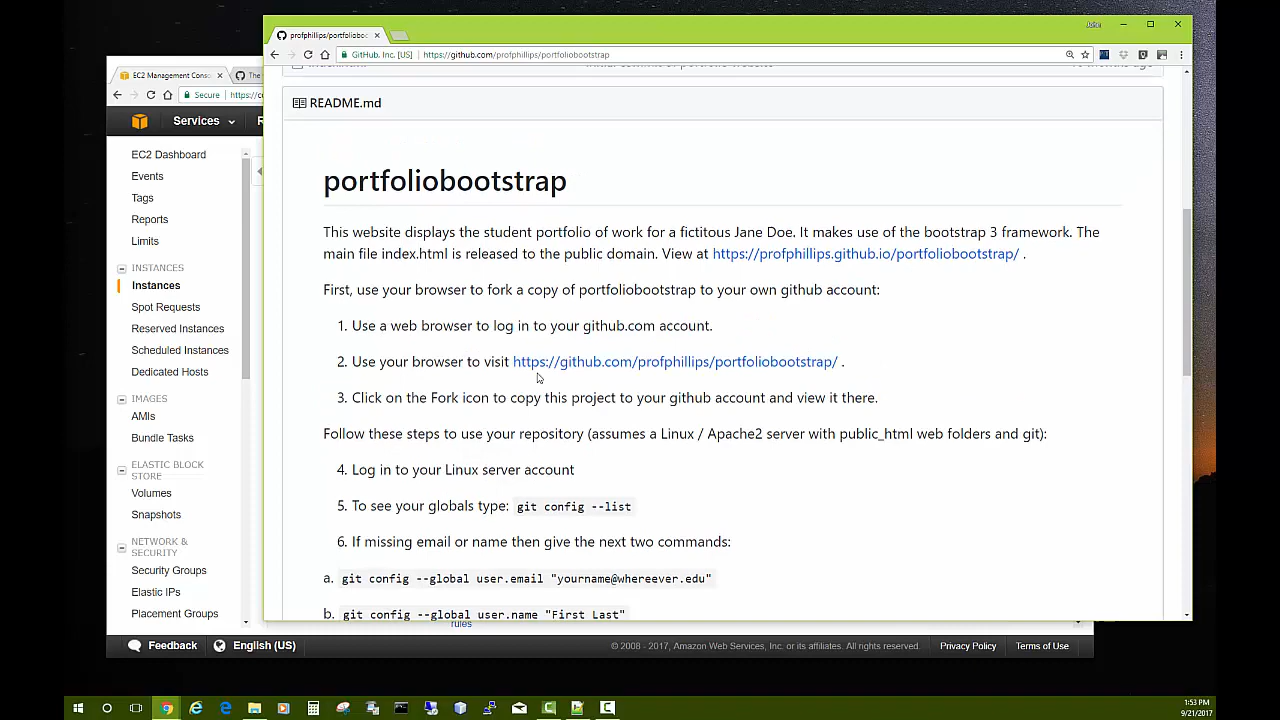 profphillips/portfolioboc
John
GitHub, Inc. [US]
https://github.com/profphillips/portfoliobootstrap
EC2 Management Conso
The
Secure
https://co
Services
EC2 Dashboard
Events
Tags
Reports
Limits
INSTANCES
Instances
Spot Requests
Reserved Instances
Scheduled Instances
Dedicated Hosts
IMAGES
AMIs
Bundle Tasks
ELASTIC BLOCK
STORE
Volumes
Snapshots
NETWORK &
SECURITY
Security Groups
Elastic IPs
Placement Groups
README.md
portfoliobootstrap
This website displays the student portfolio of work for a fictitous Jane Doe. It makes use of the bootstrap 3 framework. The
main file index.html is released to the public domain. View at https://profphillips.github.io/portfoliobootstrap/ .
First, use your browser to fork a copy of portfoliobootstrap to your own github account:
1. Use a web browser to log in to your github.com account.
2. Use your browser to visit https://github.com/profphillips/portfoliobootstrap/ .
3. Click on the Fork icon to copy this project to your github account and view it there.
Follow these steps to use your repository (assumes a Linux / Apache2 server with public_html web folders and git):
4. Log in to your Linux server account
5. To see your globals type: git config --list
6. If missing email or name then give the next two commands:
a. git config --global user.email "yourname@whereever.edu"
b. git config --global user.name "First Last"
rules
Feedback
English (US)
© 2008 - 2017, Amazon Web Services, Inc. or its affiliates. All rights reserved.
Privacy Policy
Terms of Use
1:53 PM
9/21/2017